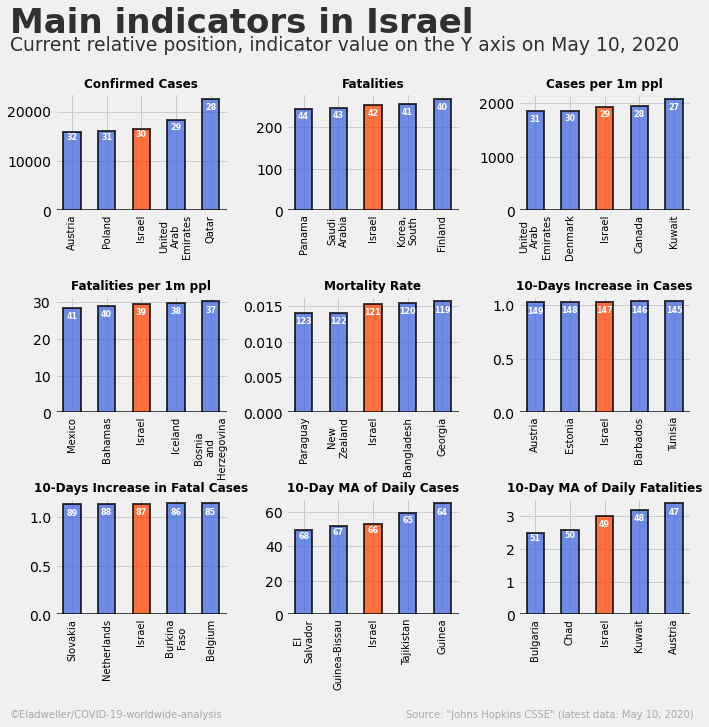 Main indicators in Israel
Current relative position, indicator value on the Y axis on May 10, 2020
Confirmed Cases
20000
10000
0
32
31
30
29
28
Austria
Poland
Israel
United
Arab
Emirates
Qatar
Fatalities
200
100
0
44
43
42
41
40
Panama
Saudi
Arabia
Israel
Korea,
South
Finland
Cases per 1m ppl
2000
1000
0
31
30
29
28
27
United
Arab
Emirates
Denmark
Israel
Canada
Kuwait
Fatalities per 1m ppl
30
20
10
0
41
40
39
38
37
Mexico
Bahamas
Israel
Iceland
Bosnia
and
Herzegovina
Mortality Rate
0.015
0.010
0.005
0.000
123
122
121
120
119
Paraguay
New
Zealand
Israel
Bangladesh
Georgia
10-Days Increase in Cases
1.0
0.5
0.0
149
148
147
146
145
Austria
Estonia
Israel
Barbados
Tunisia
10-Days Increase in Fatal Cases
1.0
0.5
0.0
89
88
87
86
85
Slovakia
Netherlands
Israel
Burkina
Faso
Belgium
10-Day MA of Daily Cases
60
40
20
0
68
67
66
65
64
El
Salvador
Guinea-Bissau
Israel
Tajikistan
Guinea
10-Day MA of Daily Fatalities
3
2
1
0
51
50
49
48
47
Bulgaria
Chad
Israel
Kuwait
Austria
©Eladweller/COVID-19-worldwide-analysis
Source: "Johns Hopkins CSSE" (latest data: May 10, 2020)